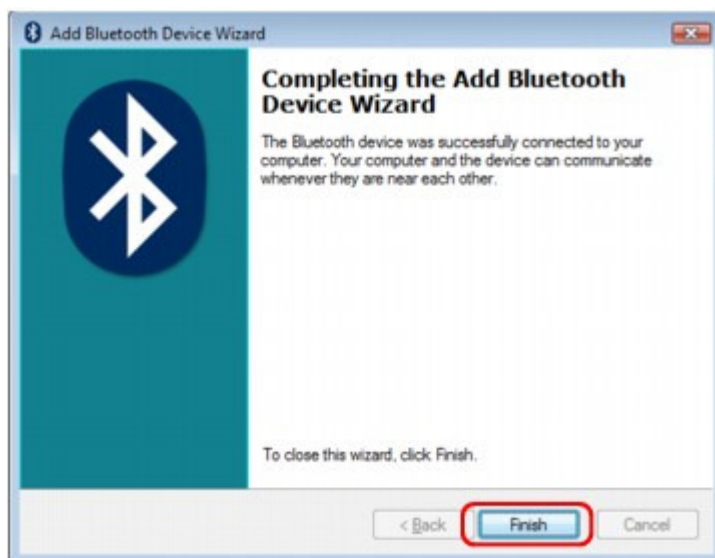 Add Bluetooth Device Wizard
Completing the Add Bluetooth
Device Wizard
The Bluetooth device was successfully connected to your
computer. Your computer and the device can communicate
whenever they are near each other.
To close this wizard, click Finish.
< Back Finish Cancel